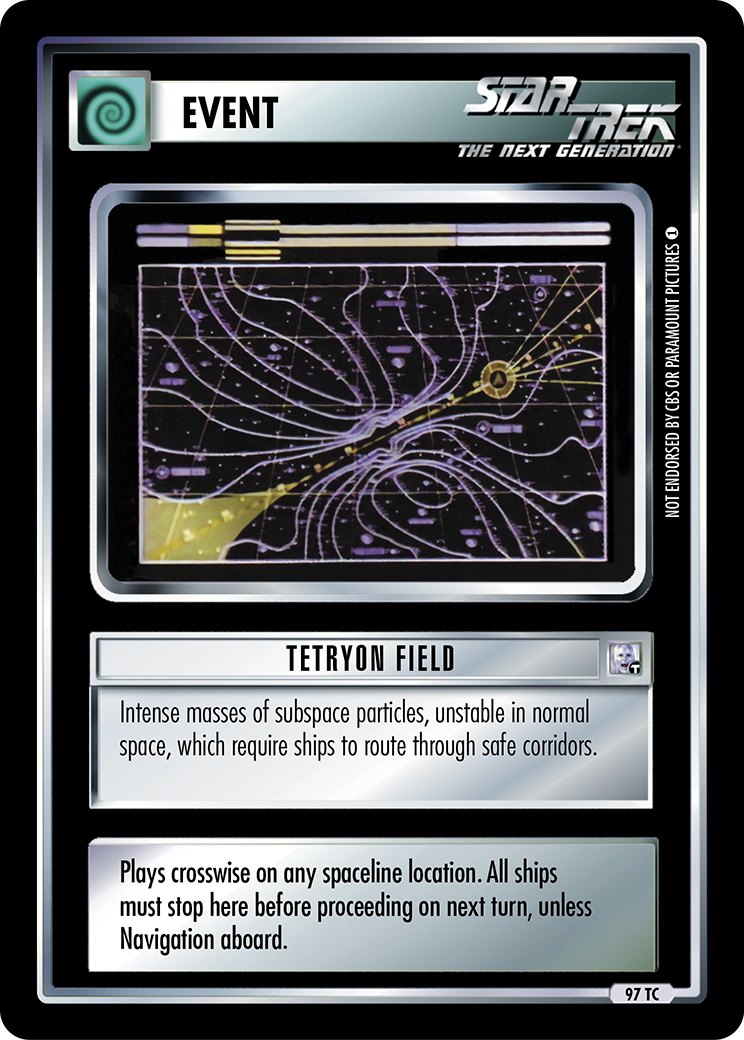 EVENT
STAR
TREK
THE NEXT GENERATION
NOT ENDORSED BY CBS OR PARAMOUNT PICTURES 1
TETRYON FIELD
T
Intense masses of subspace particles, unstable in normal
space, which require ships to route through safe corridors.
Plays crosswise on any spaceline location. All ships
must stop here before proceeding on next turn, unless
Navigation aboard.
97 TC